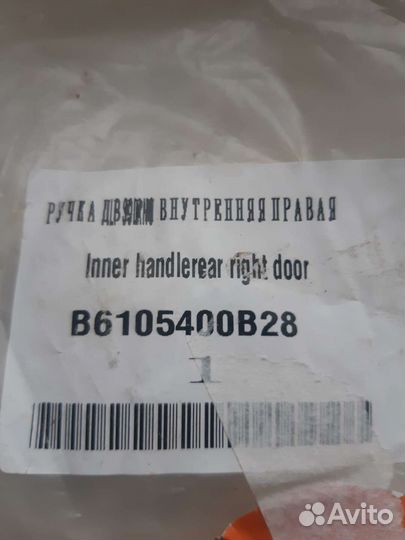 РУЧКА ВНУТРЕННЯЯ ПРАВАЯ
Inner handlerear right door
B6105400B28
1
Avito